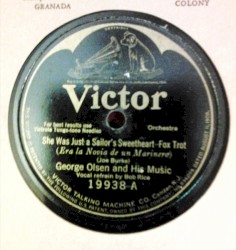 GRANADA
COLONY
Victor
For best results use
Victrola Tungs-tone Needles
Orchestra
She Was Just a Sailor's Sweetheart-Fox Trot
(Era la Novia de un Marinero)
(Joe Burke)
George Olsen and His Music
Vocal refrain by Bob Rice
19938-A
VICTOR TALKING MACHINE CO.